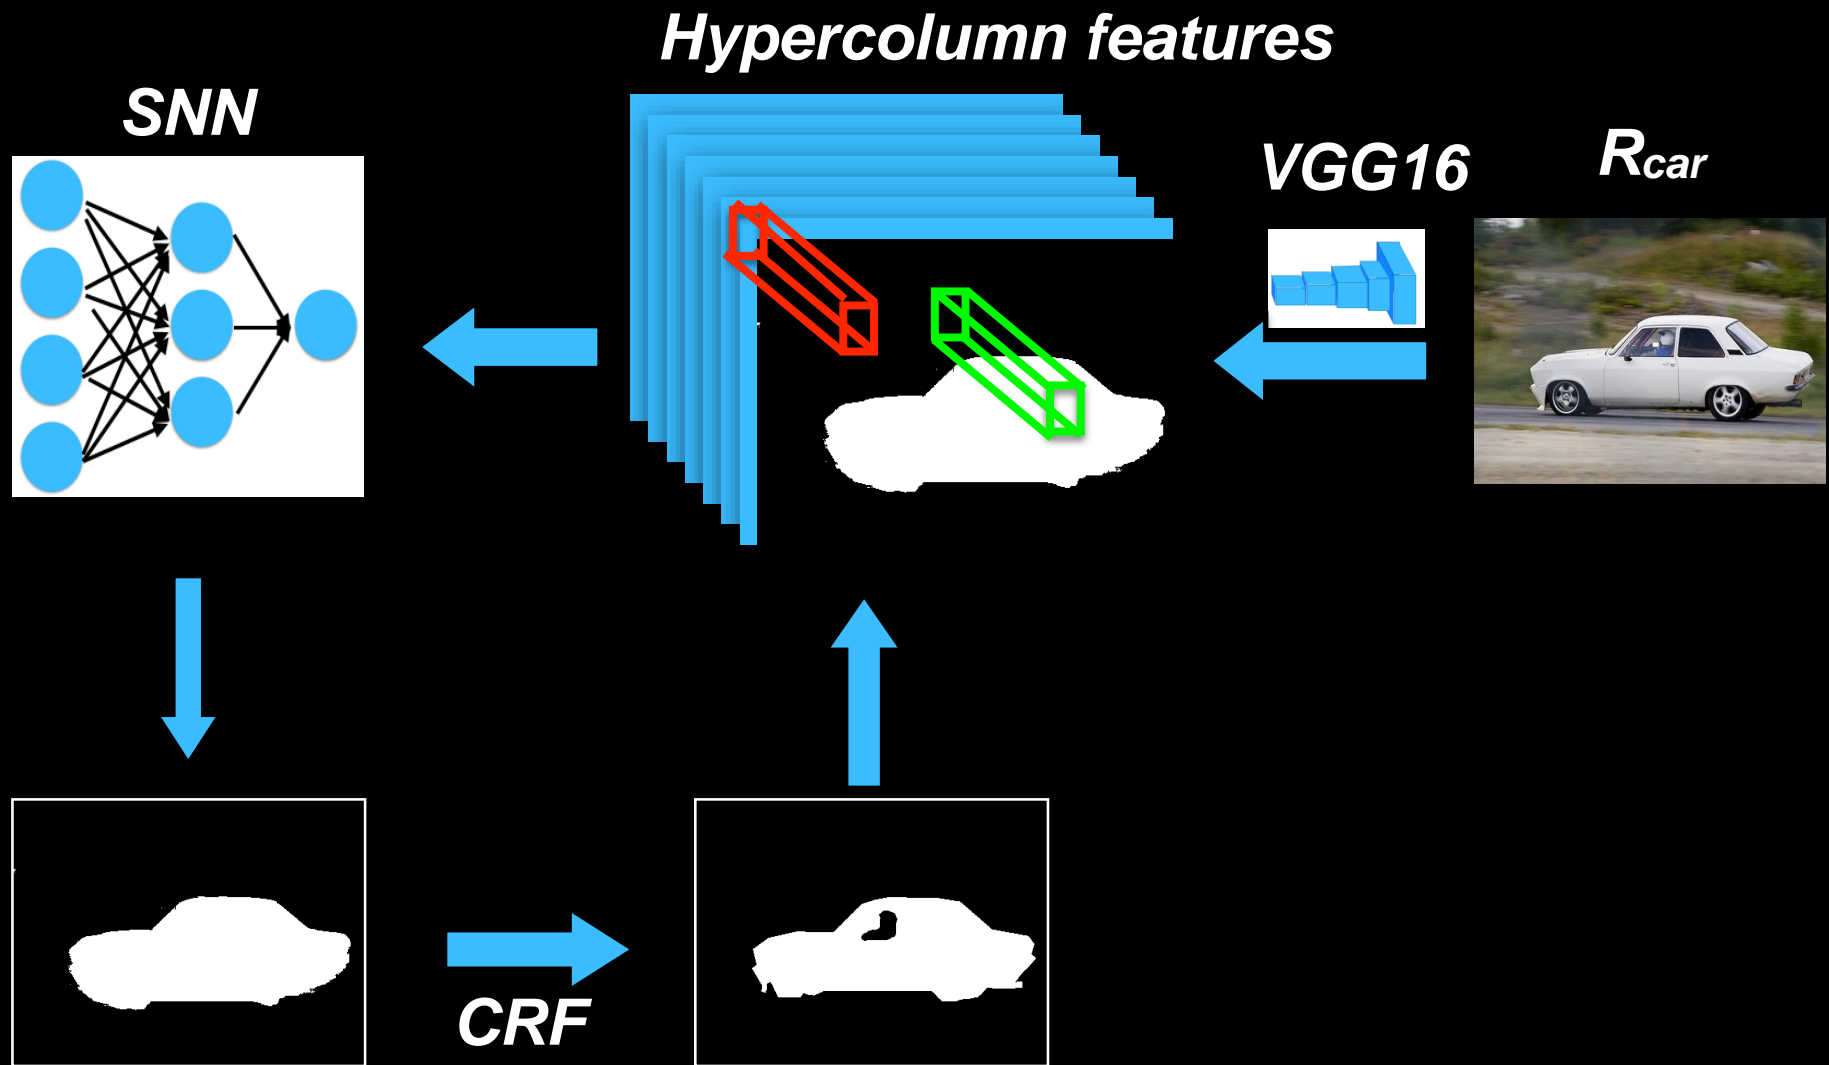 Hypercolumn features
SNN
VGG16
Rcar
CRF